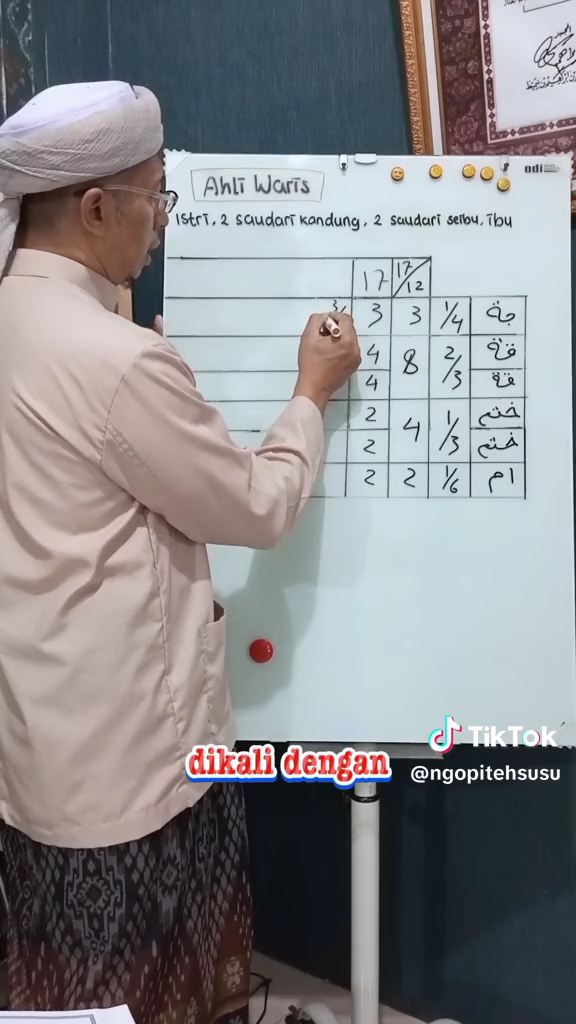 odi
Ahli Waris
Istri, 2 saudari kandung, 2 saudari seibu, ibu
17 17/12
3/ 3 3 1/4 جة
4 8 2/3 قة
4 قة
2 4 1/3 ختم
2 ختم
2 2 1/6 ام
dikali dengan
TikTok
@ngopitehsusu